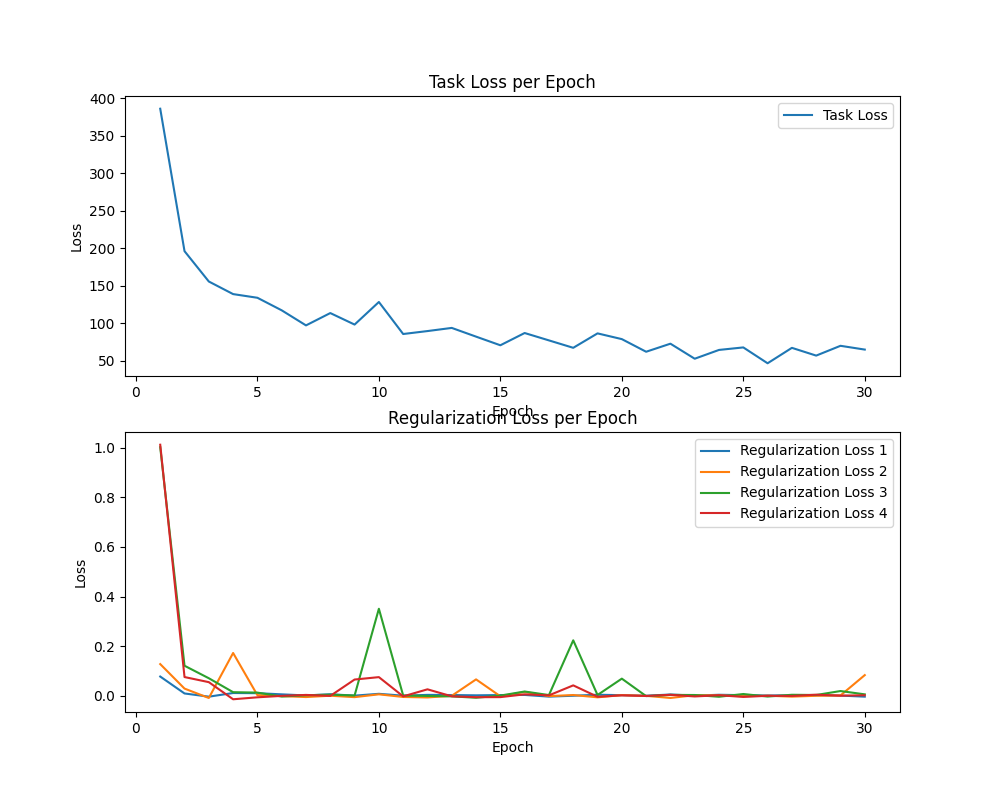 Task Loss per Epoch
Task Loss
Loss
400
350
300
250
200
150
100
50
0 5 10 15 20 25 30
Epoch
Regularization Loss per Epoch
Regularization Loss 1
Regularization Loss 2
Regularization Loss 3
Regularization Loss 4
Loss
1.0
0.8
0.6
0.4
0.2
0.0
0 5 10 15 20 25 30
Epoch